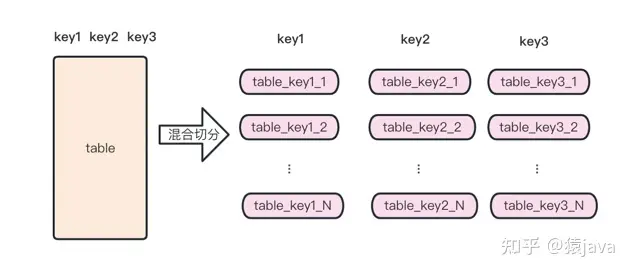 key1 key2 key3
table
混合切分
key1 key2 key3
table_key1_1 table_key2_1 table_key3_1
table_key1_2 table_key2_2 table_key3_2
⋮ ⋮ ⋮
table_key1_N table_key2_N table_key3_N
知乎 @猿java